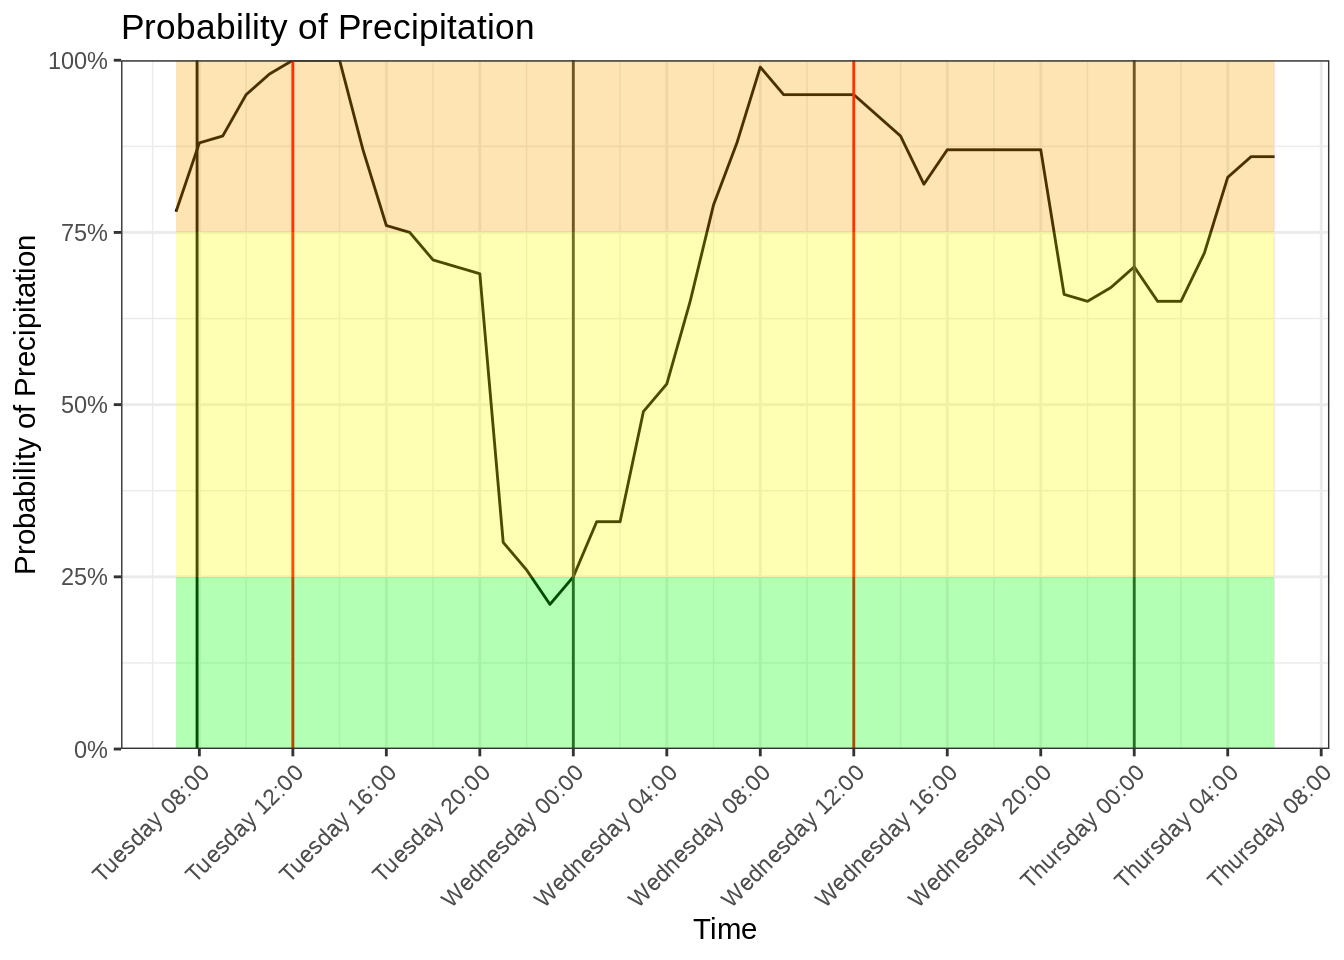 Probability of Precipitation
Probability of Precipitation
100%
75%
50%
25%
0%
Tuesday 08:00
Tuesday 12:00
Tuesday 16:00
Tuesday 20:00
Wednesday 00:00
Wednesday 04:00
Wednesday 08:00
Wednesday 12:00
Wednesday 16:00
Wednesday 20:00
Thursday 00:00
Thursday 04:00
Thursday 08:00
Time